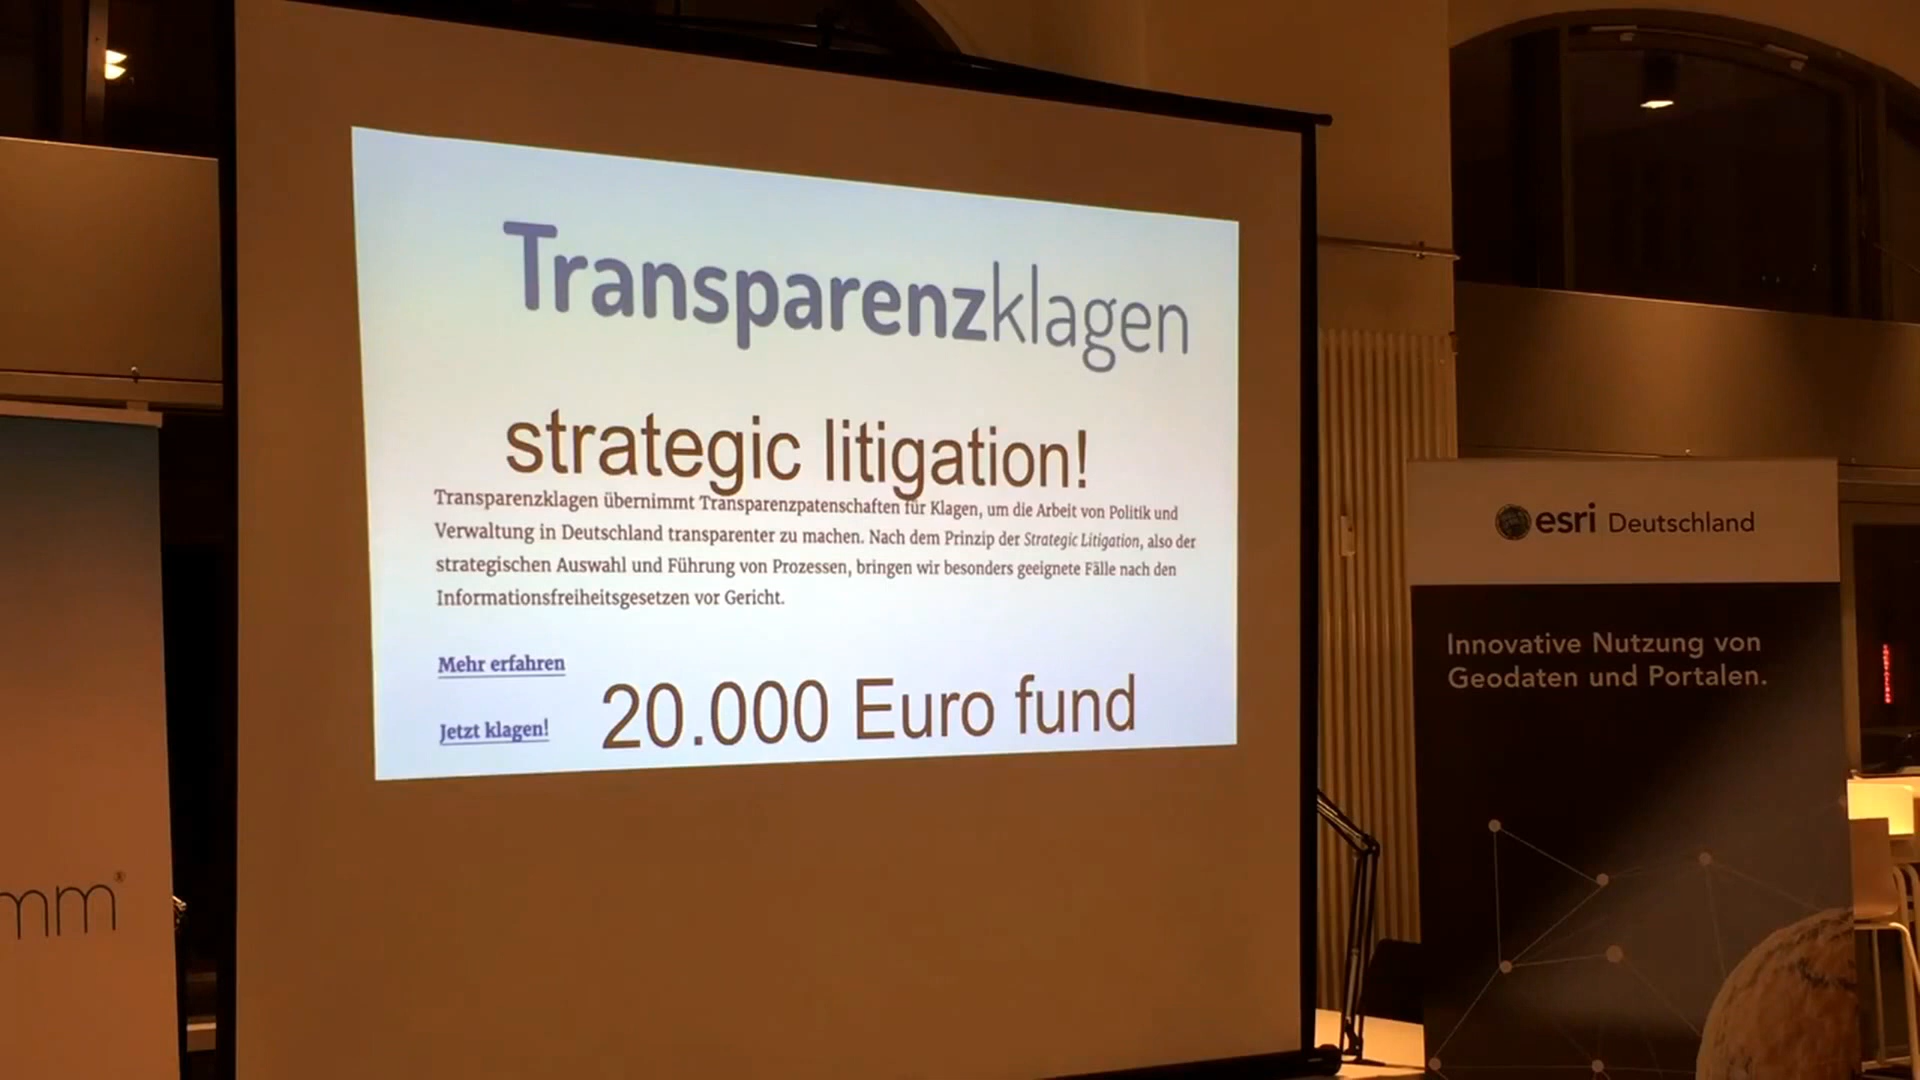 Transparenzklagen
strategic litigation!
Transparenzklagen übernimmt Transparenzpatenschaften für Klagen, um die Arbeit von Politik und
Verwaltung in Deutschland transparenter zu machen. Nach dem Prinzip der Strategic Litigation, also der
strategischen Auswahl und Führung von Prozessen, bringen wir besonders geeignete Fälle nach den
Informationsfreiheitsgesetzen vor Gericht.
Mehr erfahren
Jetzt klagen!
20.000 Euro fund
esri Deutschland
Innovative Nutzung von
Geodaten und Portalen.
mm®